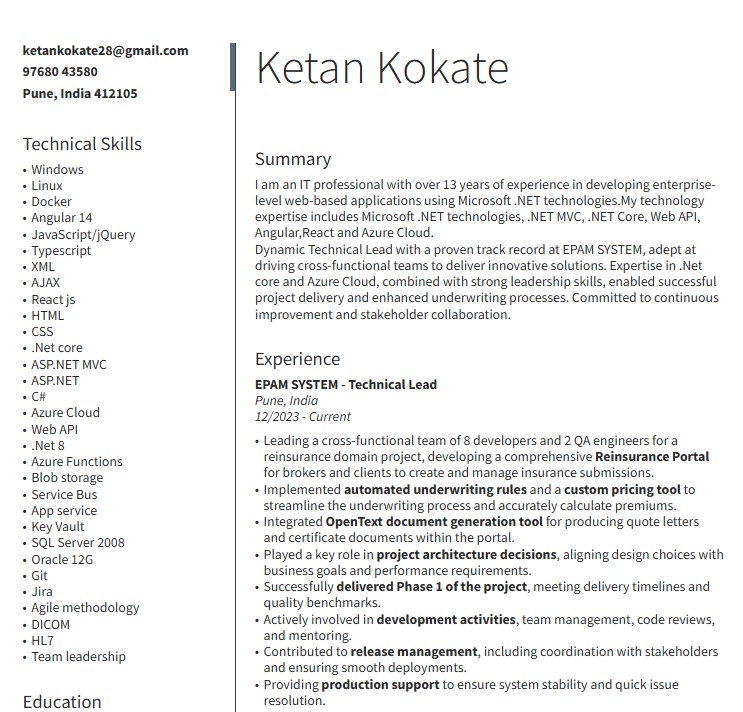 ketankokate28@gmail.com
97680 43580
Pune, India 412105
Technical Skills
• Windows
• Linux
• Docker
• Angular 14
• JavaScript/jQuery
• Typescript
• XML
• AJAX
• React js
• HTML
• CSS
• .Net core
• ASP.NET MVC
• ASP.NET
• C#
• Azure Cloud
• Web API
• .Net 8
• Azure Functions
• Blob storage
• Service Bus
• App service
• Key Vault
• SQL Server 2008
• Oracle 12G
• Git
• Jira
• Agile methodology
• DICOM
• HL7
• Team leadership
Education
Ketan Kokate
Summary
I am an IT professional with over 13 years of experience in developing enterprise-
level web-based applications using Microsoft .NET technologies.My technology
expertise includes Microsoft .NET technologies, .NET MVC, .NET Core, Web API,
Angular,React and Azure Cloud.
Dynamic Technical Lead with a proven track record at EPAM SYSTEM, adept at
driving cross-functional teams to deliver innovative solutions. Expertise in .Net
core and Azure Cloud, combined with strong leadership skills, enabled successful
project delivery and enhanced underwriting processes. Committed to continuous
improvement and stakeholder collaboration.
Experience
EPAM SYSTEM - Technical Lead
Pune, India
12/2023 - Current
• Leading a cross-functional team of 8 developers and 2 QA engineers for a
reinsurance domain project, developing a comprehensive Reinsurance Portal
for brokers and clients to create and manage insurance submissions.
• Implemented automated underwriting rules and a custom pricing tool to
streamline the underwriting process and accurately calculate premiums.
• Integrated OpenText document generation tool for producing quote letters
and certificate documents within the portal.
• Played a key role in project architecture decisions, aligning design choices with
business goals and performance requirements.
• Successfully delivered Phase 1 of the project, meeting delivery timelines and
quality benchmarks.
• Actively involved in development activities, team management, code reviews,
and mentoring.
• Contributed to release management, including coordination with stakeholders
and ensuring smooth deployments.
• Providing production support to ensure system stability and quick issue
resolution.